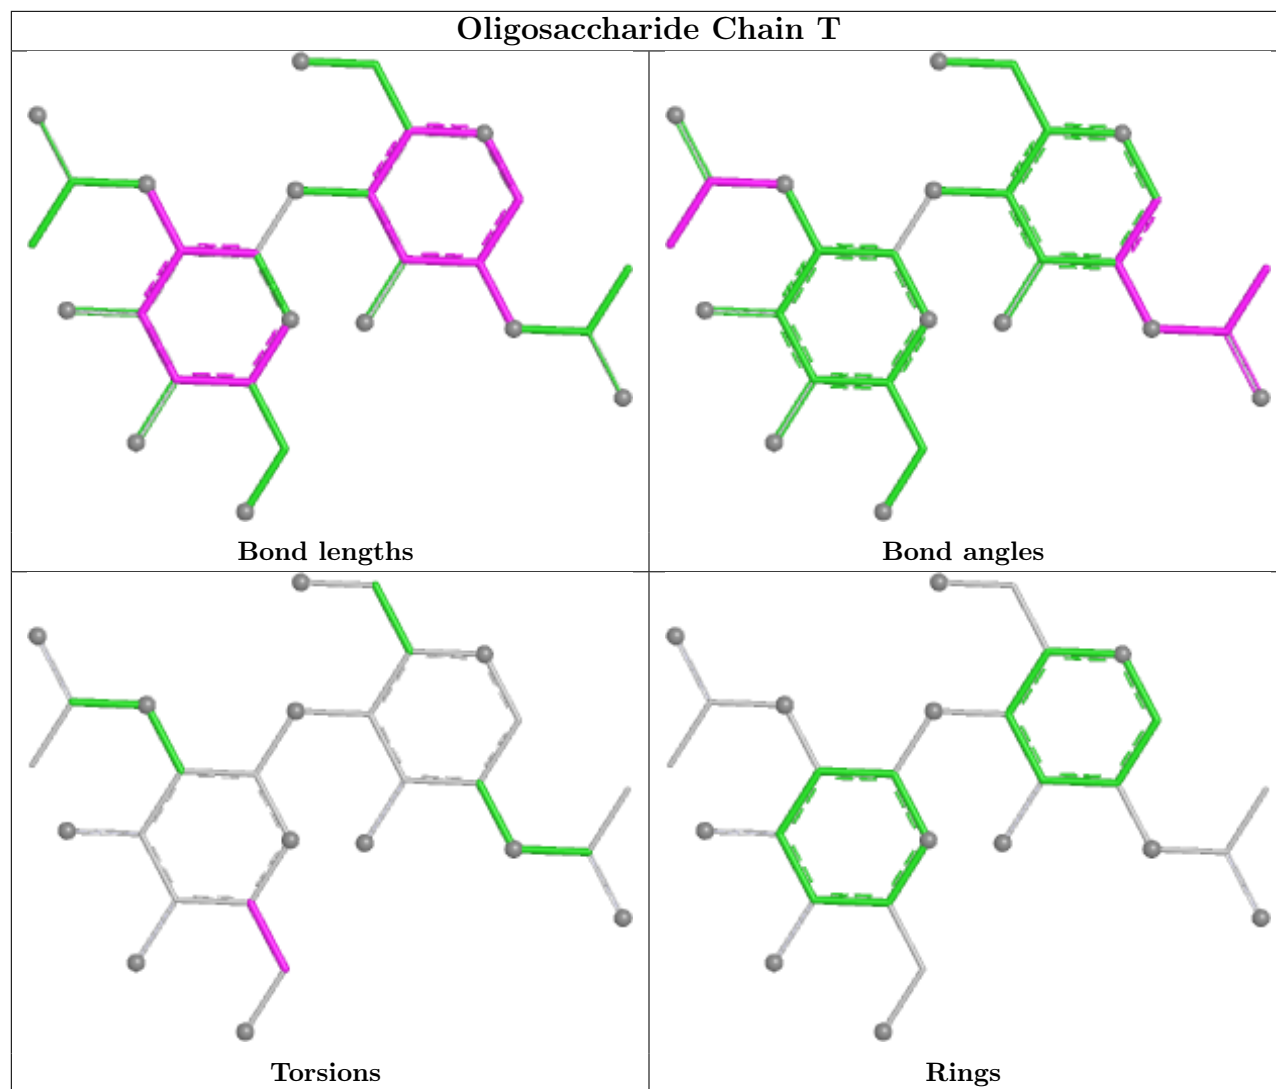 Oligosaccharide Chain T
Bond lengths
Bond angles
Torsions
Rings